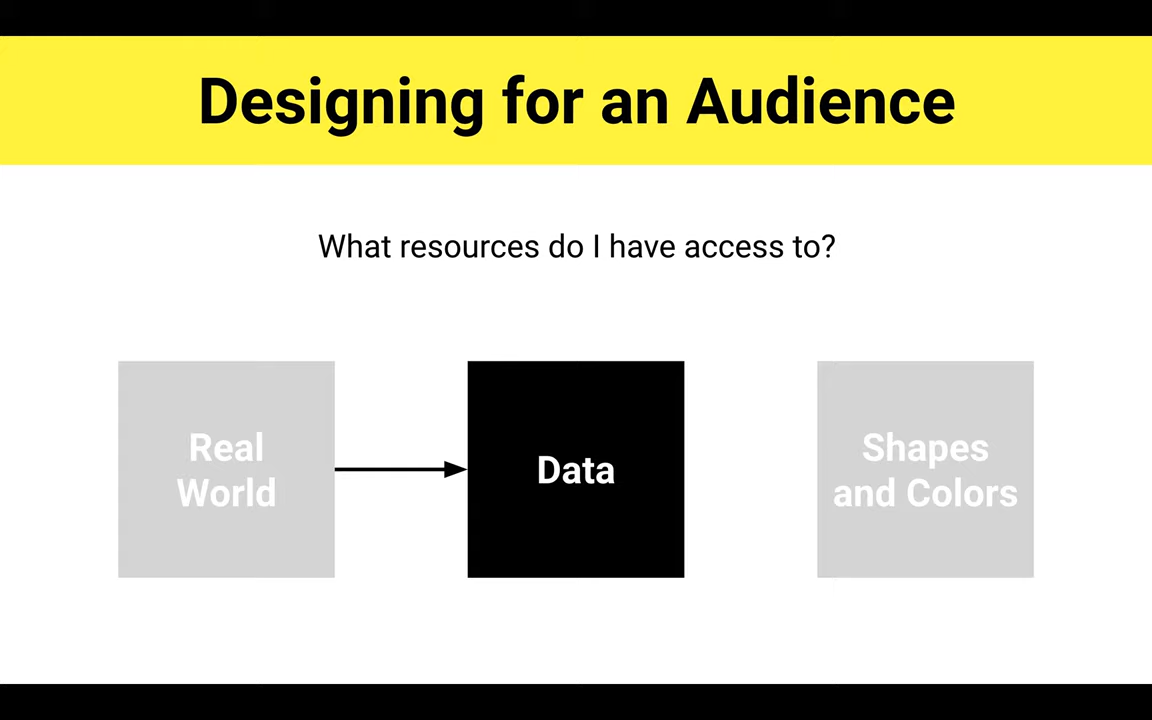 Designing for an Audience
What resources do I have access to?
Real
World
Data
Shapes
and Colors